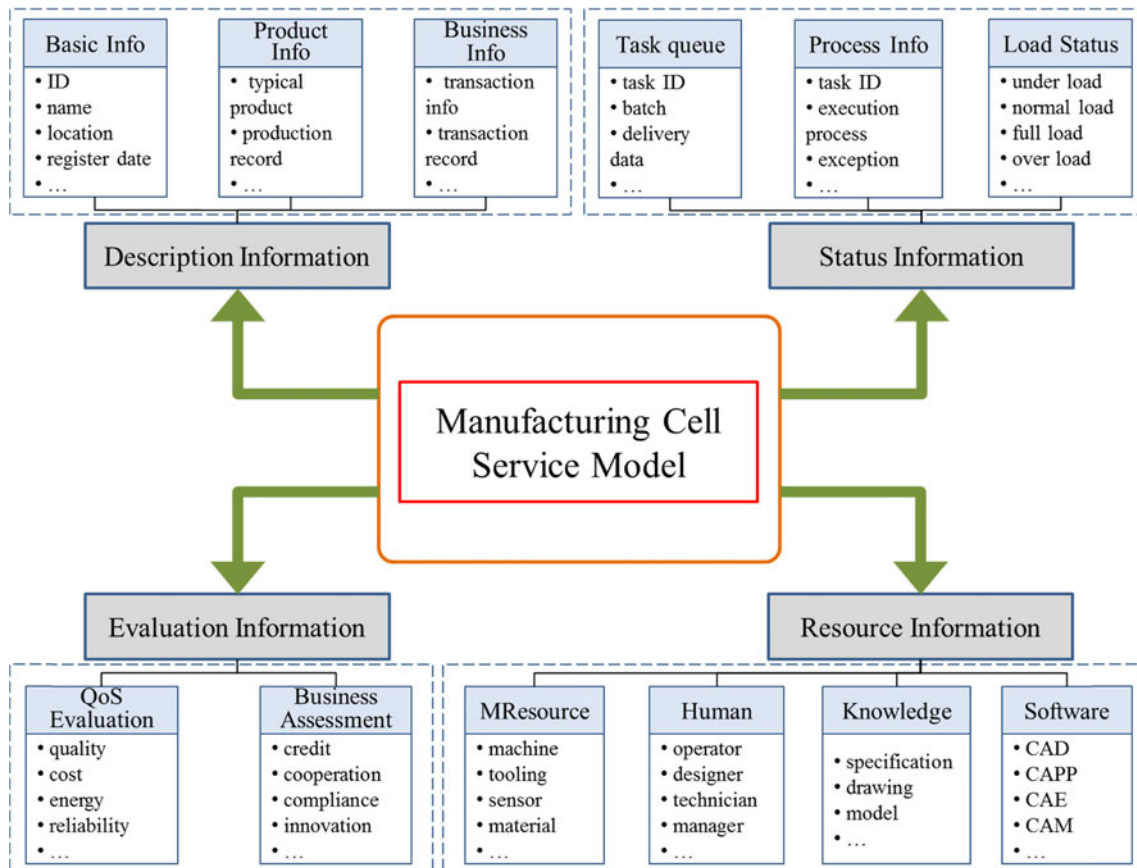 Basic Info
• ID
• name
• location
• register date
• ...
Product
Info
• typical
product
• production
record
• ...
Business
Info
• transaction
info
• transaction
record
• ...
Task queue
• task ID
• batch
• delivery
data
• ...
Process Info
• task ID
• execution
process
• exception
• ...
Load Status
• under load
• normal load
• full load
• over load
• ...
Description Information
Status Information
Manufacturing Cell
Service Model
Evaluation Information
Resource Information
QoS
Evaluation
• quality
• cost
• energy
• reliability
• ...
Business
Assessment
• credit
• cooperation
• compliance
• innovation
• ...
MResource
• machine
• tooling
• sensor
• material
• ...
Human
• operator
• designer
• technician
• manager
• ...
Knowledge
• specification
• drawing
• model
• ...
Software
• CAD
• CAPP
• CAE
• CAM
• ...